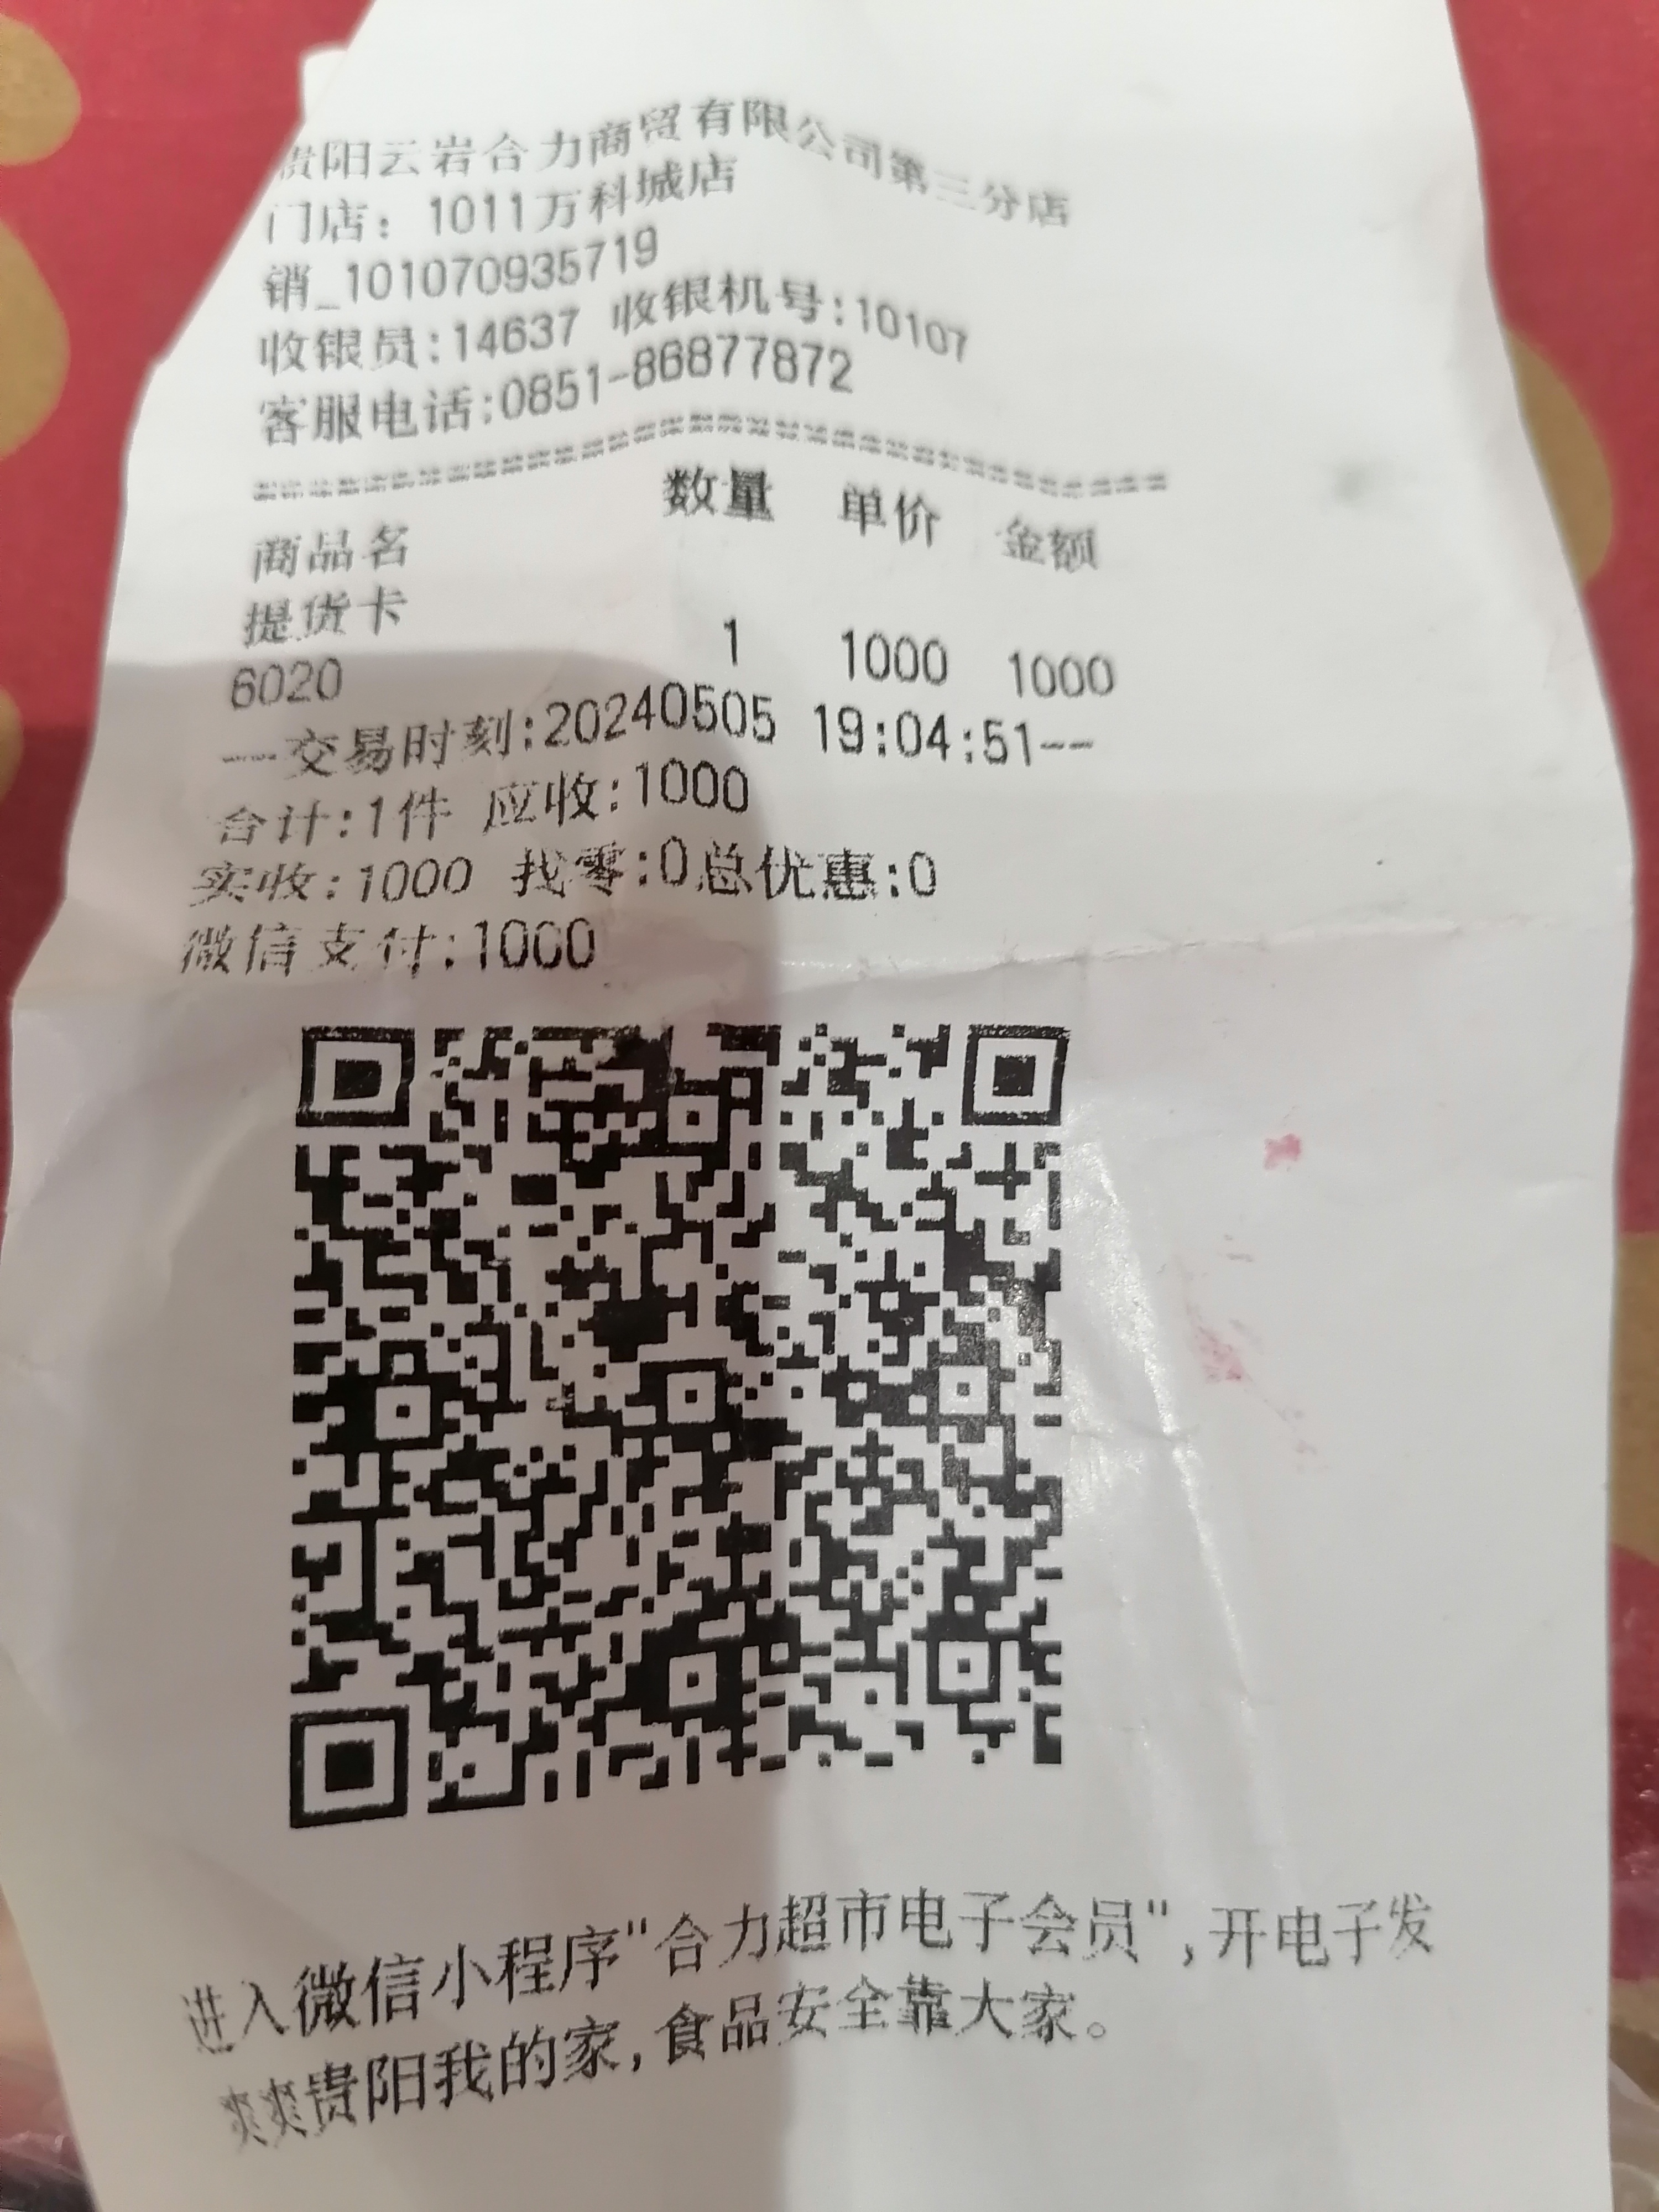 贵阳云岩合力商贸有限公司第三分店
门店：1011万科城店
销_101070935719
收银员:14637 收银机号:10107
客服电话:0851-86877872
========================================
商品名 数量 单价 金额
提货卡
6020 1 1000 1000
--交易时刻:20240505 19:04:51--
合计:1件 应收:1000
实收:1000 找零:0总优惠:0
微信支付:1000
进入微信小程序"合力超市电子会员",开电子发
爽爽贵阳我的家,食品安全靠大家。